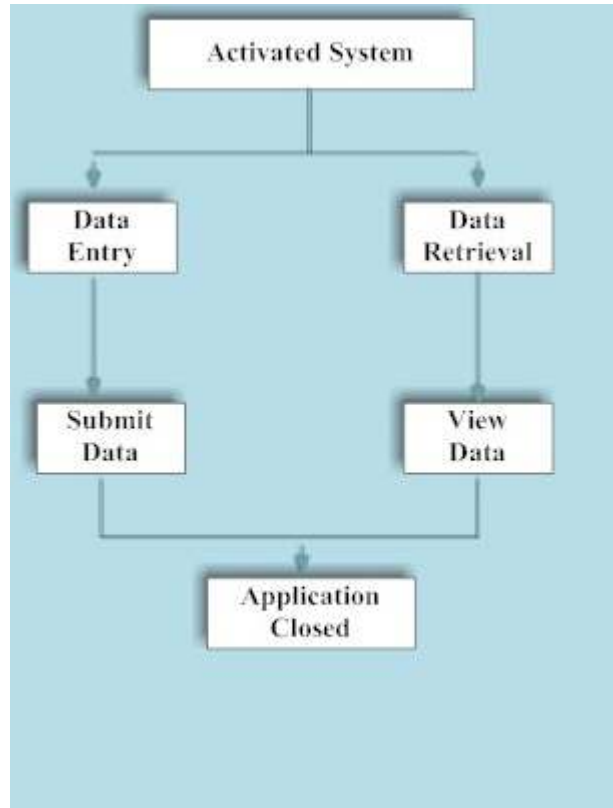 Activated System
Data
Entry
Data
Retrieval
Submit
Data
View
Data
Application
Closed